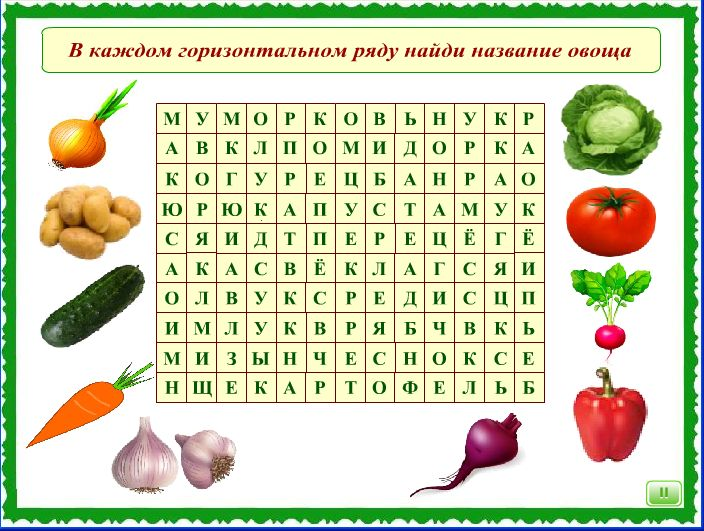 В каждом горизонтальном ряду найди название овоща
М У М О Р К О В Ь Н У К Р
А В К Л П О М И Д О Р К А
К О Г У Р Е Ц Б А Н Р А О
Ю Р Ю К А П У С Т А М У К
С Я И Д Т П Е Р Е Ц Ё Г Ё
А К А С В Ё К Л А Г С Я И
О Л В У К С Р Е Д И С Ц П
И М Л У К В Р Я Б Ч В К Ь
М И З Ы Н Ч Е С Н О К С Е
Н Щ Е К А Р Т О Ф Е Л Ь Б